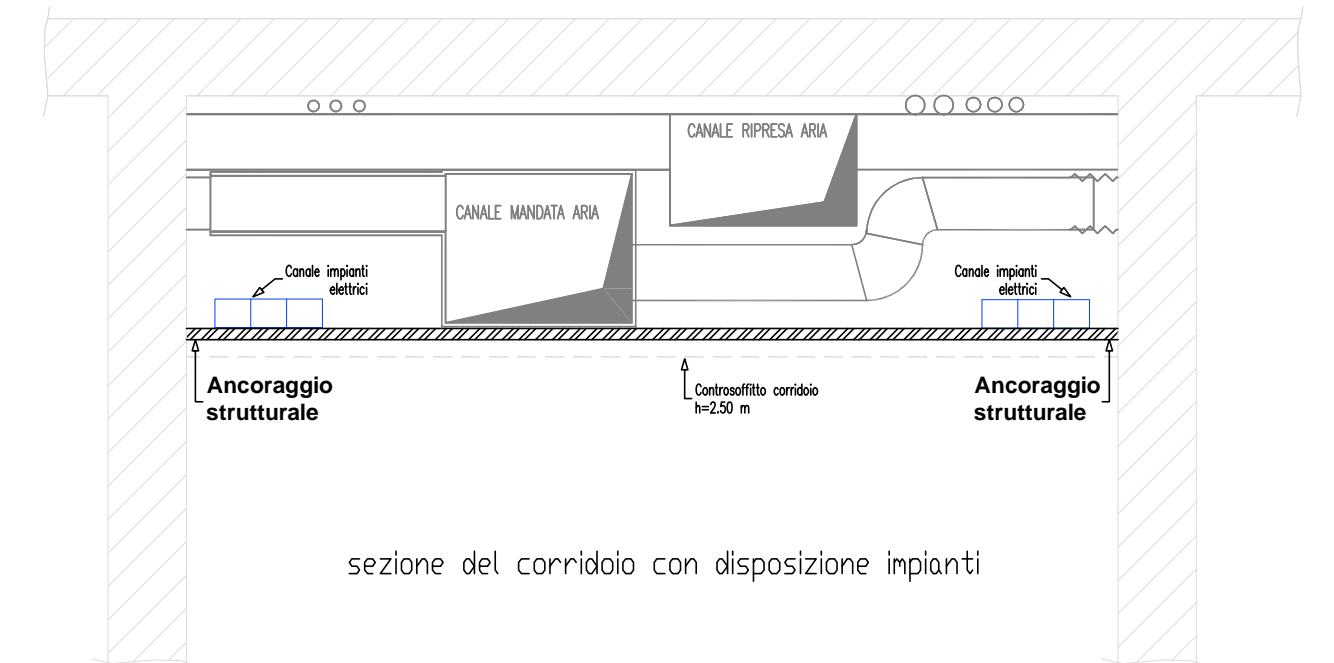 CANALE RIPRESA ARIA
CANALE MANDATA ARIA
Canale impianti
elettrici
Canale impianti
elettrici
Ancoraggio
strutturale
Controsoffitto corridoio
h=2.50 m
Ancoraggio
strutturale
sezione del corridoio con disposizione impianti